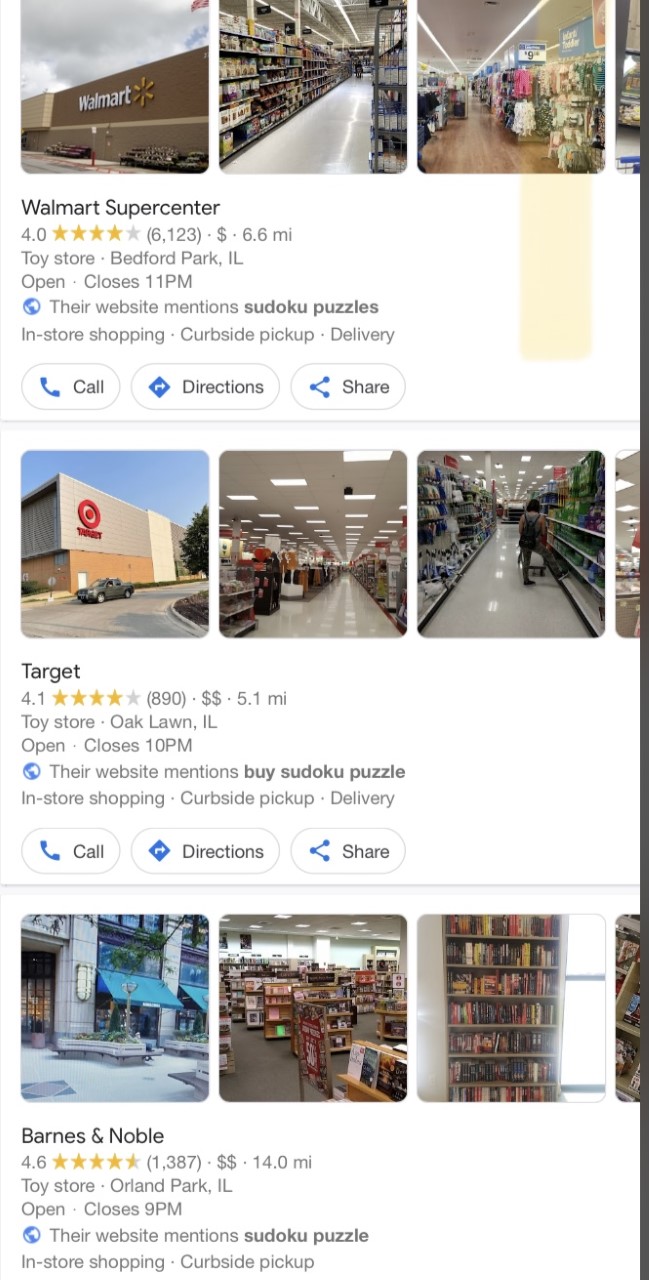 Walmart
Walmart Supercenter
4.0 (6,123) · $ · 6.6 mi
Toy store · Bedford Park, IL
Open · Closes 11PM
Their website mentions sudoku puzzles
In-store shopping · Curbside pickup · Delivery
Call Directions Share
TARGET
Target
4.1 (890) · $$ · 5.1 mi
Toy store · Oak Lawn, IL
Open · Closes 10PM
Their website mentions buy sudoku puzzle
In-store shopping · Curbside pickup · Delivery
Call Directions Share
Barnes & Noble
4.6 (1,387) · $$ · 14.0 mi
Toy store · Orland Park, IL
Open · Closes 9PM
Their website mentions sudoku puzzle
In-store shopping · Curbside pickup